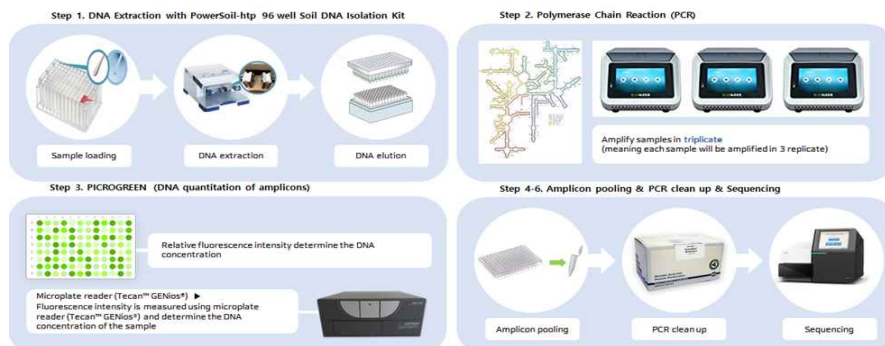 Step 1. DNA Extraction with PowerSoil-htp 96 well Soil DNA Isolation Kit
Sample loading
DNA extraction
DNA elution
Step 2. Polymerase Chain Reaction (PCR)
Amplify samples in triplicate
(meaning each sample will be amplified in 3 replicate)
Step 3. PICROGREEN (DNA quantitation of amplicons)
Relative fluorescence intensity determine the DNA
concentration
Microplate reader (Tecan™ GENios®) ▶
Fluorescence intensity is measured using microplate
reader (Tecan™ GENios®) and determine the DNA
concentration of the sample
Step 4-6. Amplicon pooling & PCR clean up & Sequencing
Amplicon pooling
PCR clean up
Sequencing